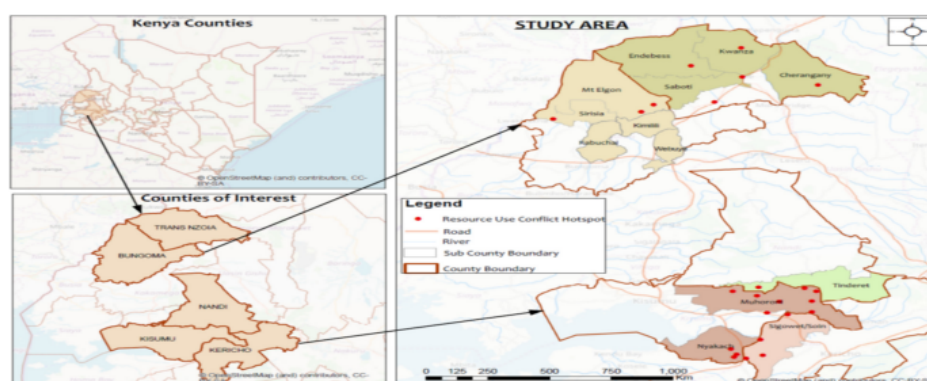 Kenya Counties
© OpenStreetMap (and) contributors, CC-
BY-SA
Counties of Interest
TRANS NZOIA
BUNGOMA
NANDI
KISUMU
KERICHO
STUDY AREA
Endebess
Kwanza
Cherangany
Saboti
Mt Elgon
Sirisia
Kimilili
Kabuchai
Webuye
Legend
Resource Use Conflict Hotspot
Road
River
Sub County Boundary
County Boundary
Tinderet
Muhoroni
Sigowet/Soin
Nyakach
0 125 250 500 750 1,000
Km